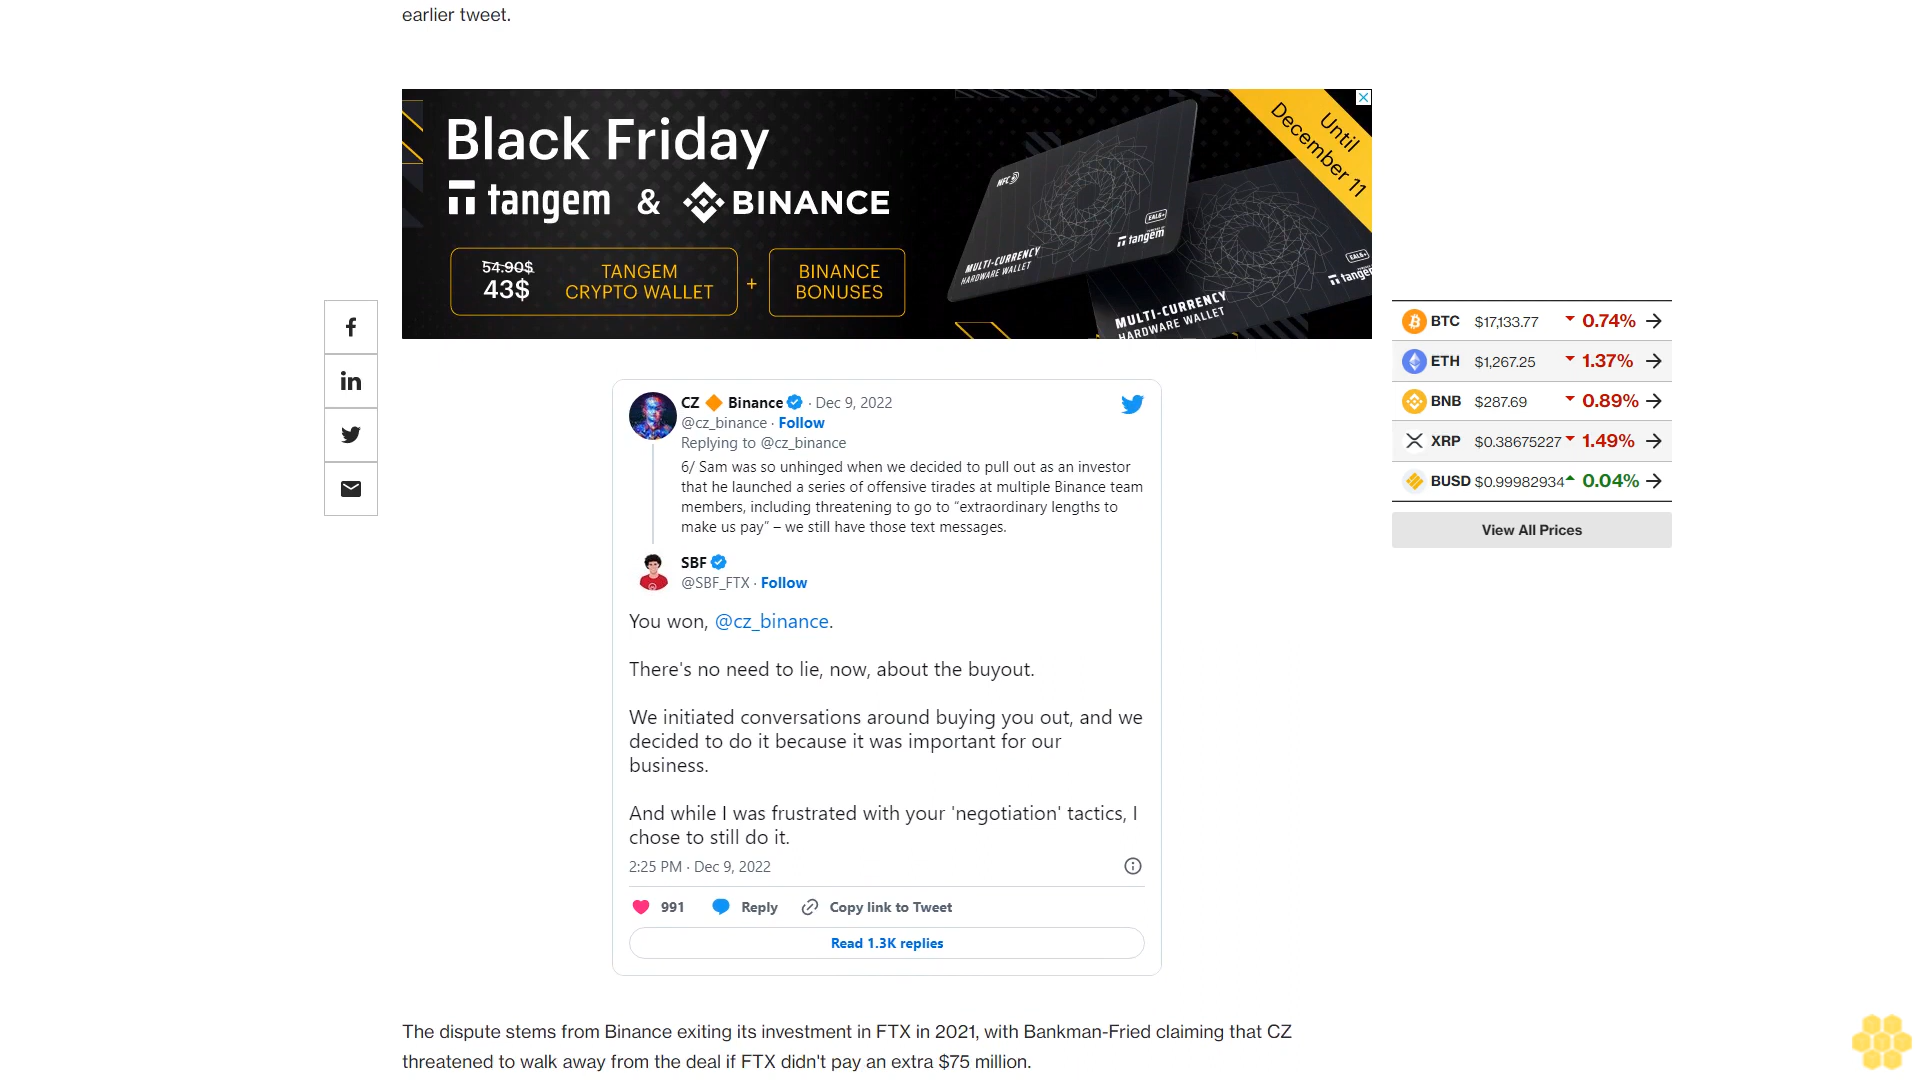 earlier tweet.
Black Friday
tangem & BINANCE
54.90$
43$
TANGEM
CRYPTO WALLET
+
BINANCE
BONUSES
NFC
EAL6+
tangem
MULTI-CURRENCY
HARDWARE WALLET
EAL6+
tangem
MULTI-CURRENCY
HARDWARE WALLET
Until
December 11
BTC $17,133.77 0.74%
ETH $1,267.25 1.37%
BNB $287.69 0.89%
XRP $0.38675227 1.49%
BUSD $0.99982934 0.04%
View All Prices
CZ 🔶 Binance · Dec 9, 2022
@cz_binance · Follow
Replying to @cz_binance
6/ Sam was so unhinged when we decided to pull out as an investor
that he launched a series of offensive tirades at multiple Binance team
members, including threatening to go to “extraordinary lengths to
make us pay” – we still have those text messages.
SBF
@SBF_FTX · Follow
You won, @cz_binance.
There's no need to lie, now, about the buyout.
We initiated conversations around buying you out, and we
decided to do it because it was important for our
business.
And while I was frustrated with your 'negotiation' tactics, I
chose to still do it.
2:25 PM · Dec 9, 2022
991 Reply Copy link to Tweet
Read 1.3K replies
The dispute stems from Binance exiting its investment in FTX in 2021, with Bankman-Fried claiming that CZ
threatened to walk away from the deal if FTX didn't pay an extra $75 million.